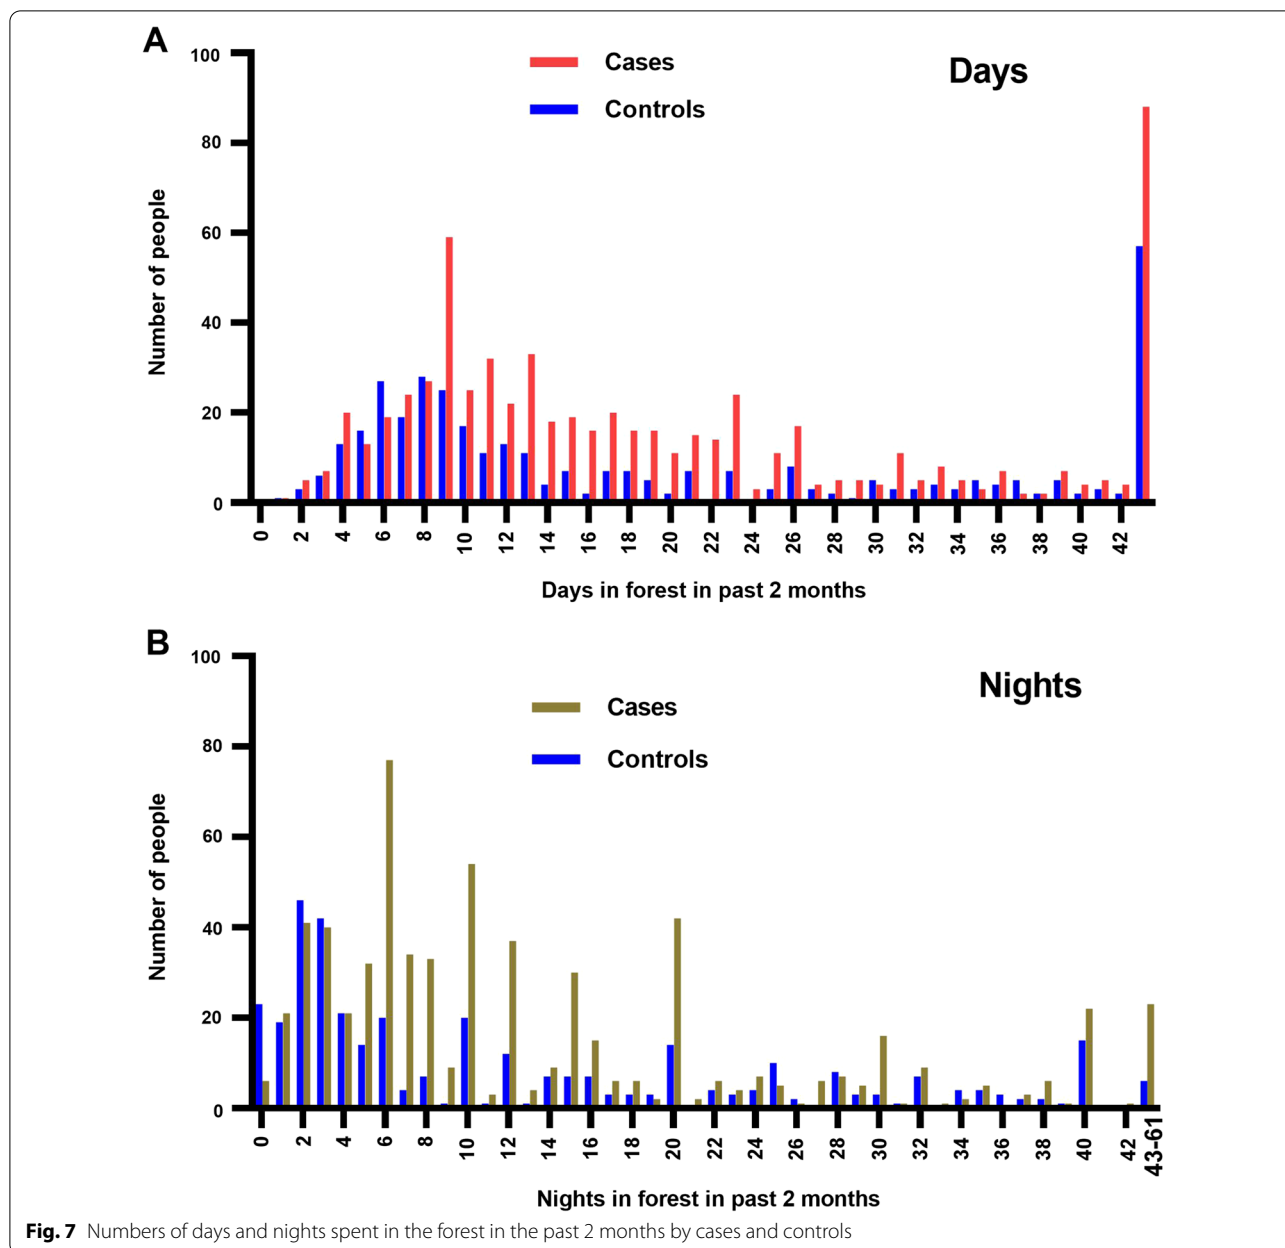 A
Days
Cases
Controls
Number of people
100
80
60
40
20
0
0 2 4 6 8 10 12 14 16 18 20 22 24 26 28 30 32 34 36 38 40 42
Days in forest in past 2 months
B
Nights
Cases
Controls
Number of people
100
80
60
40
20
0
0 2 4 6 8 10 12 14 16 18 20 22 24 26 28 30 32 34 36 38 40 42 43-61
Nights in forest in past 2 months
Fig. 7 Numbers of days and nights spent in the forest in the past 2 months by cases and controls